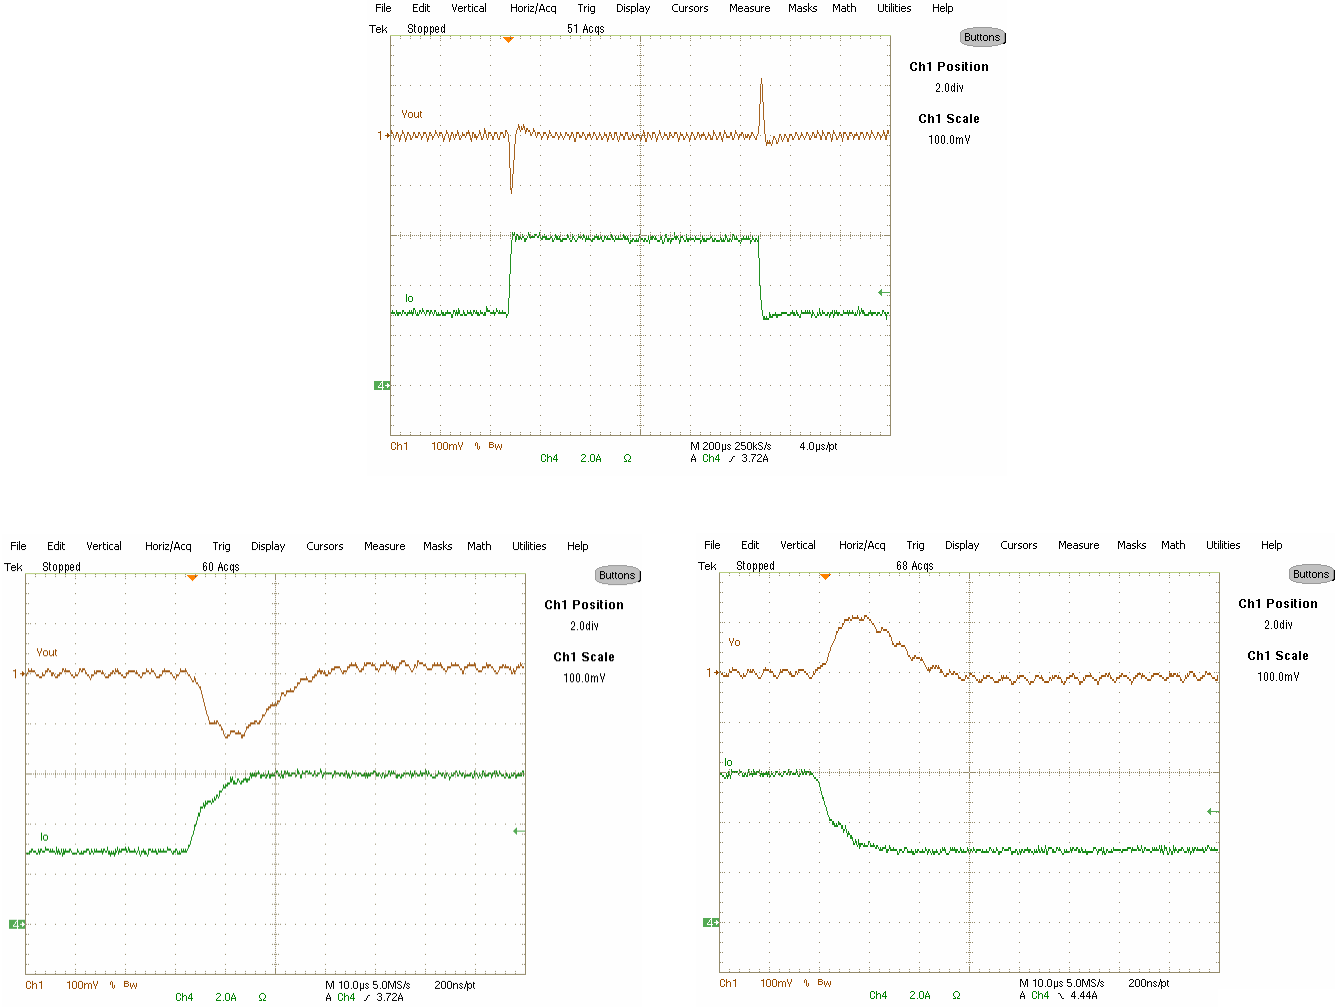 File Edit Vertical Horiz/Acq Trig Display Cursors Measure Masks Math Utilities Help
Tek Stopped 51 Acqs
Buttons
Ch1 Position
2.0div
Ch1 Scale
100.0mV
Vout
1
Io
4
Ch1 100mV % Bw M 200µs 250kS/s 4.0µs/pt
Ch4 2.0A Ω A Ch4 / 3.72A
File Edit Vertical Horiz/Acq Trig Display Cursors Measure Masks Math Utilities Help
Tek Stopped 60 Acqs
Buttons
Ch1 Position
2.0div
Ch1 Scale
100.0mV
Vout
1
Io
4
Ch1 100mV % Bw M 10.0µs 5.0MS/s 200ns/pt
Ch4 2.0A Ω A Ch4 / 3.72A
File Edit Vertical Horiz/Acq Trig Display Cursors Measure Masks Math Utilities Help
Tek Stopped 68 Acqs
Buttons
Ch1 Position
2.0div
Ch1 Scale
100.0mV
Vo
1
Io
4
Ch1 100mV % Bw M 10.0µs 5.0MS/s 200ns/pt
Ch4 2.0A Ω A Ch4 \ 4.44A